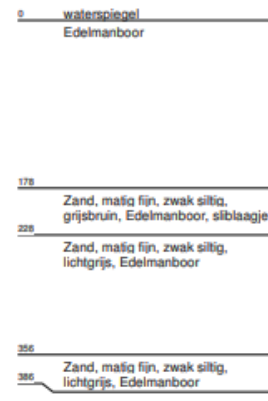 0 waterspiegel
Edelmanboor
178
Zand, matig fijn, zwak siltig,
grijsbruin, Edelmanboor, sliblaagje
228
Zand, matig fijn, zwak siltig,
lichtgrijs, Edelmanboor
356
Zand, matig fijn, zwak siltig,
386 lichtgrijs, Edelmanboor